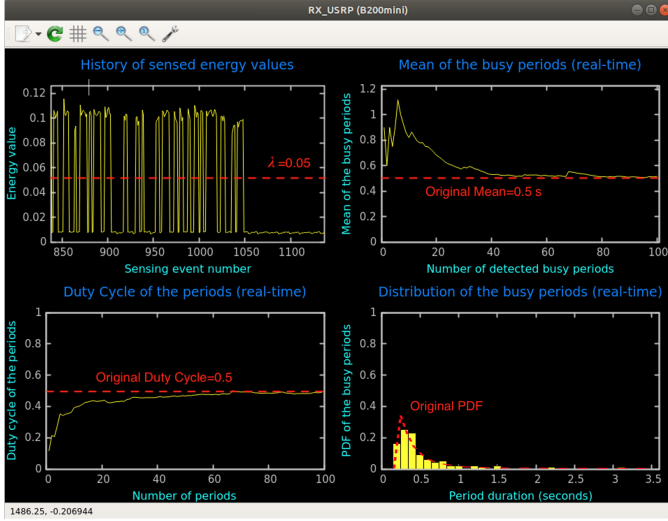 RX_USRP (B200mini)
History of sensed energy values
Energy value
0.12
0.1
0.08
0.06
0.04
0.02
0
λ=0.05
850 900 950 1000 1050 1100
Sensing event number
Mean of the busy periods (real-time)
Mean of the busy periods
1.2
1
0.8
0.6
0.4
0.2
0
Original Mean=0.5 s
0 20 40 60 80 100
Number of detected busy periods
Duty Cycle of the periods (real-time)
Duty cycle of the periods
1
0.8
0.6
0.4
0.2
0
Original Duty Cycle=0.5
0 20 40 60 80 100
Number of periods
Distribution of the busy periods (real-time)
PDF of the busy periods
1
0.8
0.6
0.4
0.2
0
Original PDF
0 0.5 1 1.5 2 2.5 3 3.5
Period duration (seconds)
1486.25, -0.206944